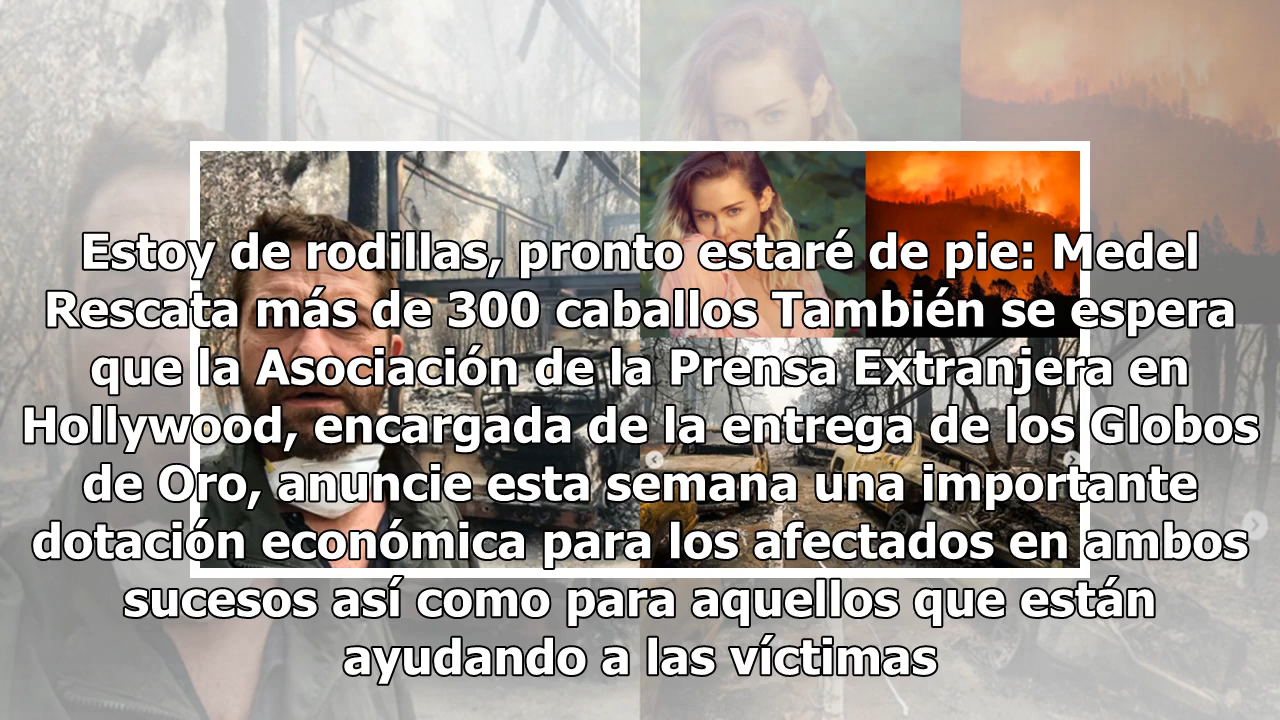 Estoy de rodillas, pronto estaré de pie: Medel
Rescata más de 300 caballos También se espera
que la Asociación de la Prensa Extranjera en
Hollywood, encargada de la entrega de los Globos
de Oro, anuncie esta semana una importante
dotación económica para los afectados en ambos
sucesos así como para aquellos que están
ayudando a las víctimas